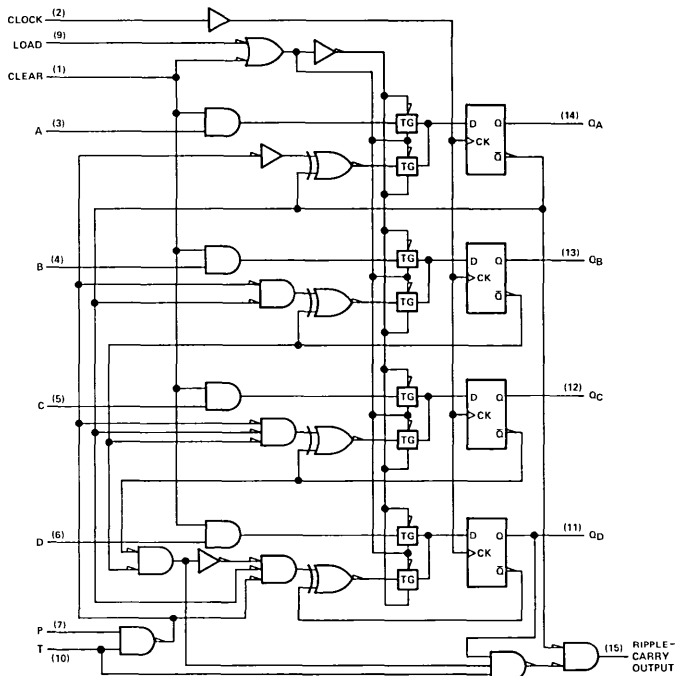 CLOCK (2)
LOAD (9)
CLEAR (1)
A (3)
TG
D Q (14) QA
CK
TG
Q̄
B (4)
TG
D Q (13) QB
CK
TG
Q̄
C (5)
TG
D Q (12) QC
CK
TG
Q̄
D (6)
TG
D Q (11) QD
CK
TG
Q̄
P (7)
T (10)
(15) RIPPLE-
CARRY
OUTPUT